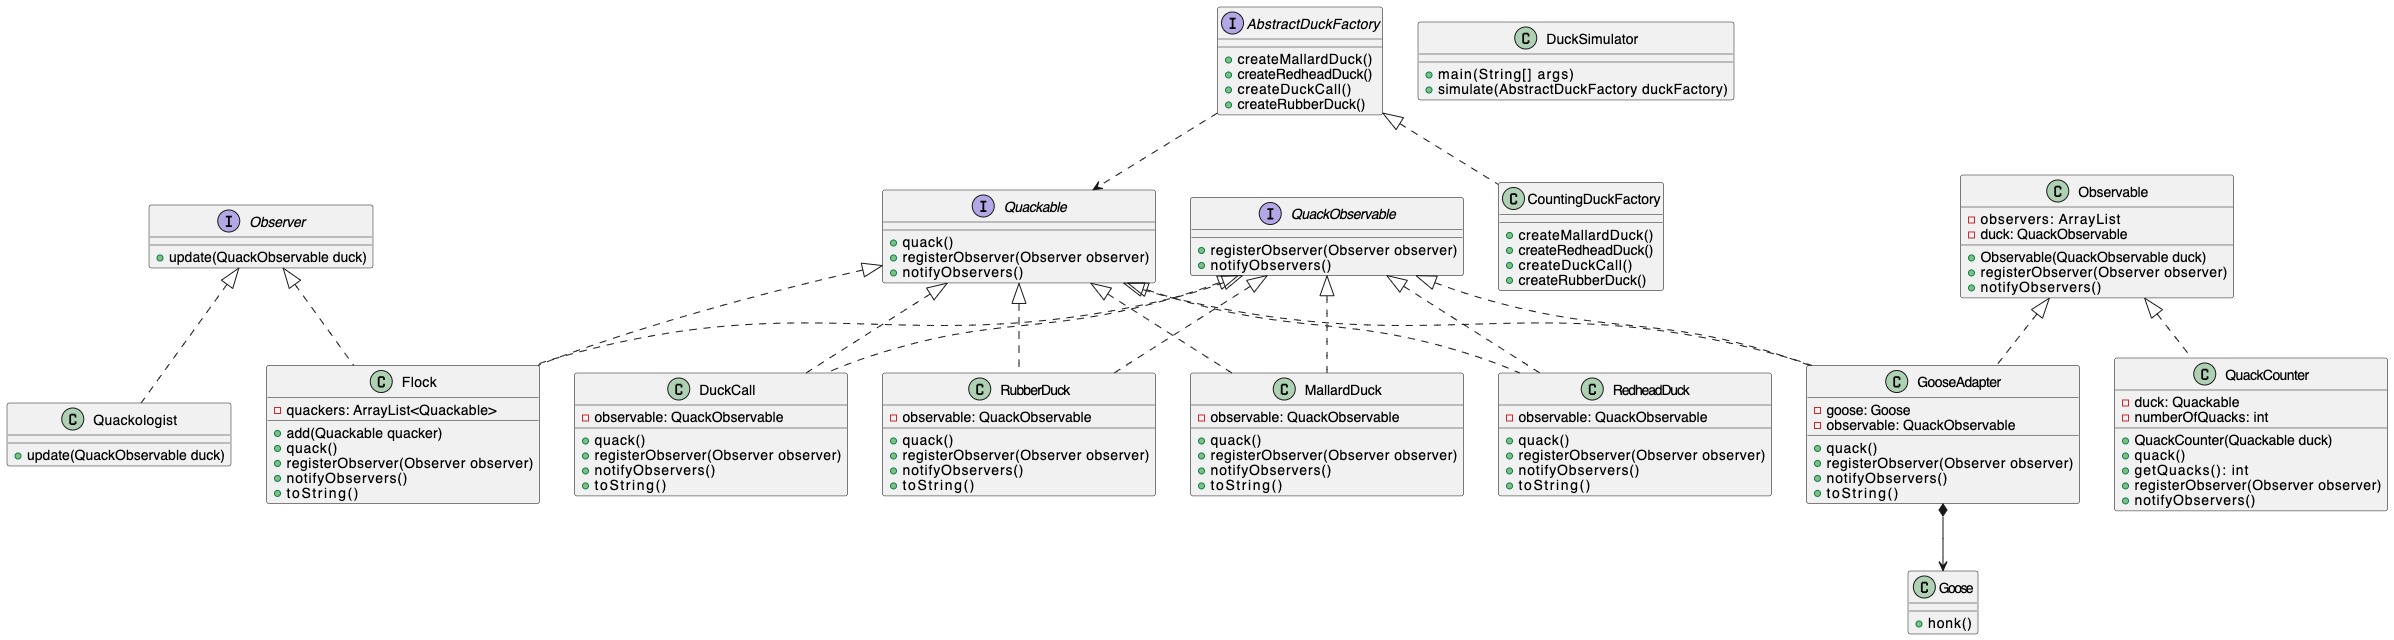 I AbstractDuckFactory
createMallardDuck()
createRedheadDuck()
createDuckCall()
createRubberDuck()
C DuckSimulator
main(String[] args)
simulate(AbstractDuckFactory duckFactory)
I Observer
update(QuackObservable duck)
I Quackable
quack()
registerObserver(Observer observer)
notifyObservers()
I QuackObservable
registerObserver(Observer observer)
notifyObservers()
C CountingDuckFactory
createMallardDuck()
createRedheadDuck()
createDuckCall()
createRubberDuck()
C Observable
observers: ArrayList
duck: QuackObservable
Observable(QuackObservable duck)
registerObserver(Observer observer)
notifyObservers()
C Quackologist
update(QuackObservable duck)
C Flock
quackers: ArrayList<Quackable>
add(Quackable quacker)
quack()
registerObserver(Observer observer)
notifyObservers()
toString()
C DuckCall
observable: QuackObservable
quack()
registerObserver(Observer observer)
notifyObservers()
toString()
C RubberDuck
observable: QuackObservable
quack()
registerObserver(Observer observer)
notifyObservers()
toString()
C MallardDuck
observable: QuackObservable
quack()
registerObserver(Observer observer)
notifyObservers()
toString()
C RedheadDuck
observable: QuackObservable
quack()
registerObserver(Observer observer)
notifyObservers()
toString()
C GooseAdapter
goose: Goose
observable: QuackObservable
quack()
registerObserver(Observer observer)
notifyObservers()
toString()
C QuackCounter
duck: Quackable
numberOfQuacks: int
QuackCounter(Quackable duck)
quack()
getQuacks(): int
registerObserver(Observer observer)
notifyObservers()
C Goose
honk()